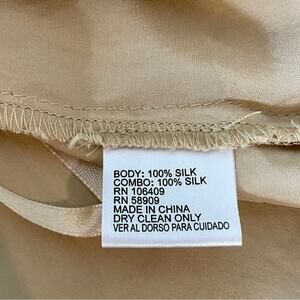 BODY: 100% SILK
COMBO: 100% SILK
RN 106409
RN 58909
MADE IN CHINA
DRY CLEAN ONLY
VER AL DORSO PARA CUIDADO